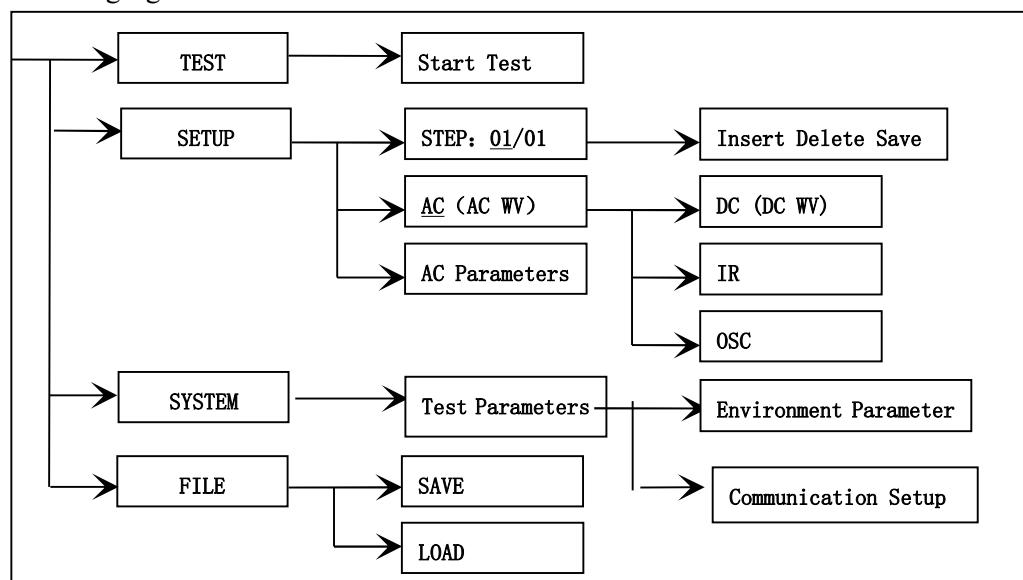 TEST
Start Test
SETUP
STEP: 01/01
Insert Delete Save
AC (AC WV)
DC (DC WV)
AC Parameters
IR
OSC
SYSTEM
Test Parameters
Environment Parameter
FILE
SAVE
Communication Setup
LOAD